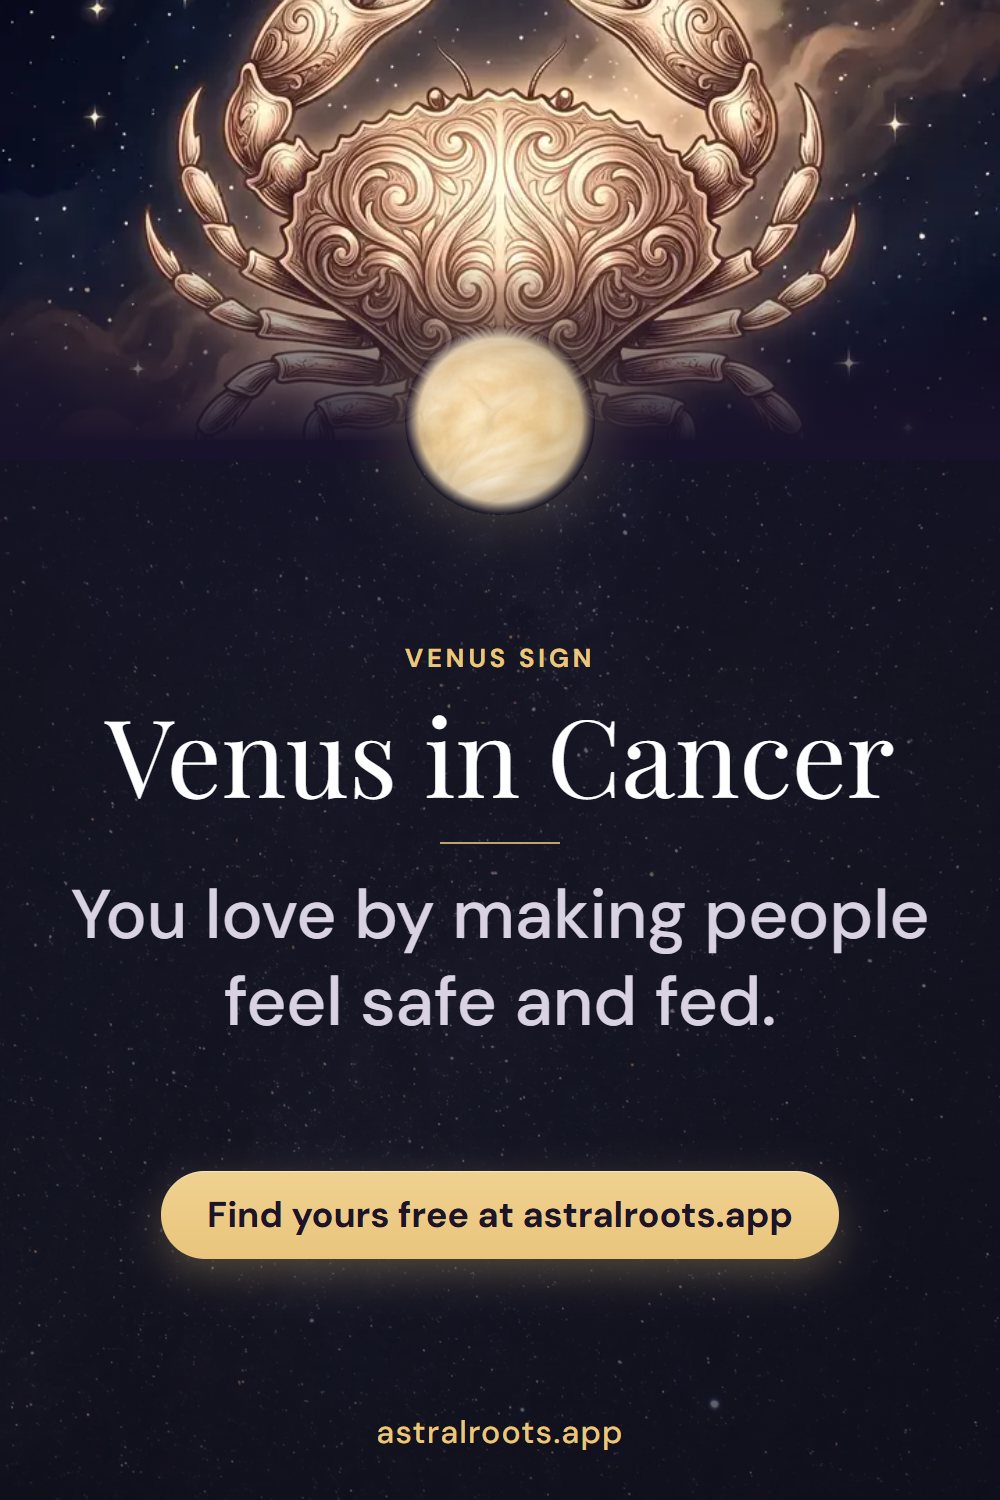 VENUS SIGN
Venus in Cancer
You love by making people
feel safe and fed.
Find yours free at astralroots.app
astralroots.app